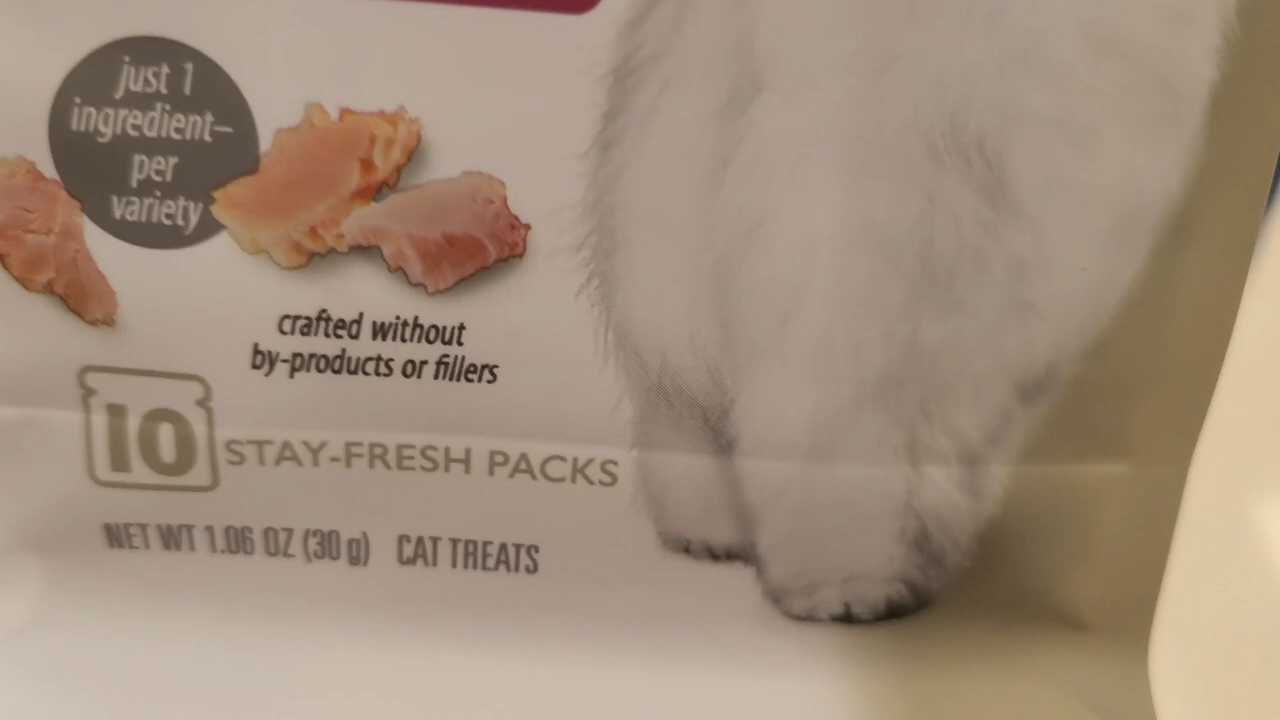 just 1
ingredient–
per
variety
crafted without
by-products or fillers
10 STAY-FRESH PACKS
NET WT 1.06 OZ (30 g) CAT TREATS